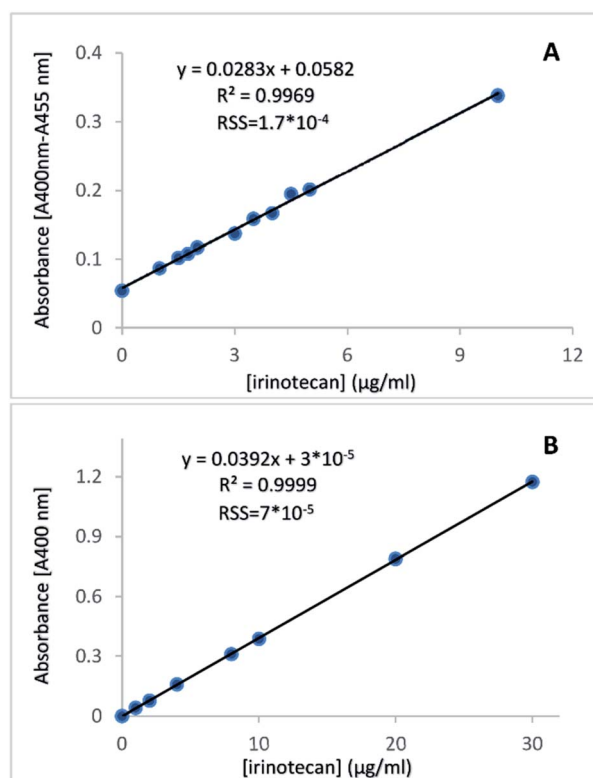 A
y = 0.0283x + 0.0582
R² = 0.9969
RSS=1.7*10⁻⁴
Absorbance [A400nm-A455 nm]
0.4
0.3
0.2
0.1
0
0 3 6 9 12
[irinotecan] (µg/ml)
B
y = 0.0392x + 3*10⁻⁵
R² = 0.9999
RSS=7*10⁻⁵
Absorbance [A400 nm]
1.2
0.9
0.6
0.3
0
0 10 20 30
[irinotecan] (µg/ml)